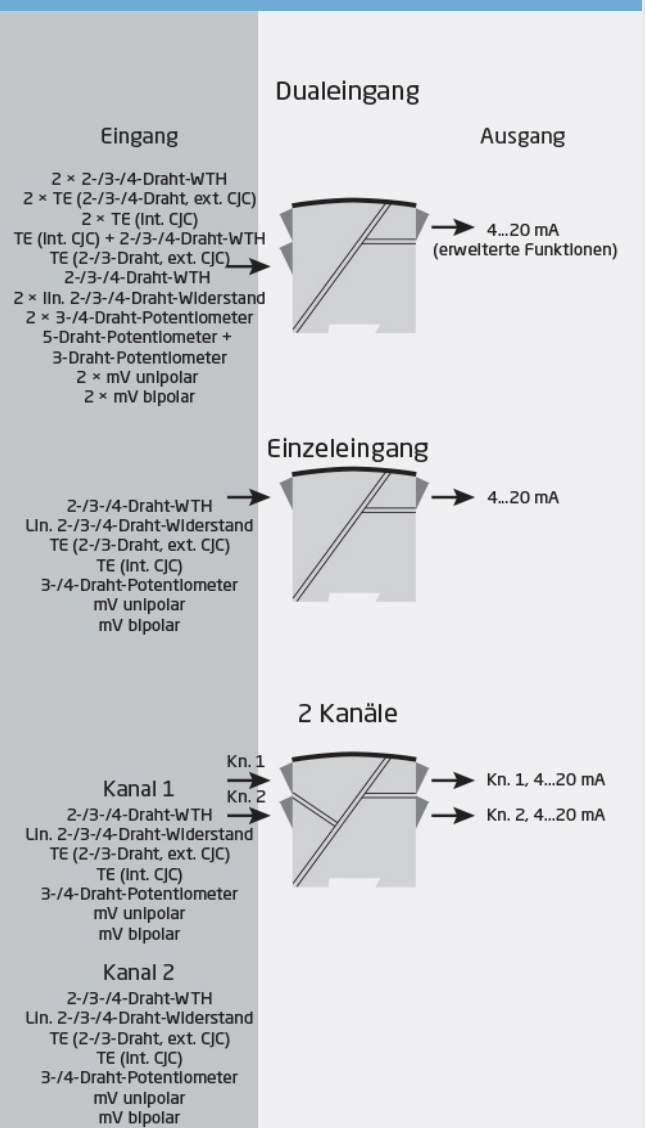 Dualeingang
Eingang
Ausgang
2 × 2-/3-/4-Draht-WTH
2 × TE (2-/3-/4-Draht, ext. CJC)
2 × TE (int. CJC)
TE (int. CJC) + 2-/3-/4-Draht-WTH
TE (2-/3-Draht, ext. CJC)
2-/3-/4-Draht-WTH
2 × lin. 2-/3-/4-Draht-Widerstand
2 × 3-/4-Draht-Potentiometer
5-Draht-Potentiometer +
3-Draht-Potentiometer
2 × mV unipolar
2 × mV bipolar
4...20 mA
(erweiterte Funktionen)
Einzeleingang
2-/3-/4-Draht-WTH
Lin. 2-/3-/4-Draht-Widerstand
TE (2-/3-Draht, ext. CJC)
TE (int. CJC)
3-/4-Draht-Potentiometer
mV unipolar
mV bipolar
4...20 mA
2 Kanäle
Kn. 1
Kn. 2
Kanal 1
2-/3-/4-Draht-WTH
Lin. 2-/3-/4-Draht-Widerstand
TE (2-/3-Draht, ext. CJC)
TE (int. CJC)
3-/4-Draht-Potentiometer
mV unipolar
mV bipolar
Kn. 1, 4...20 mA
Kn. 2, 4...20 mA
Kanal 2
2-/3-/4-Draht-WTH
Lin. 2-/3-/4-Draht-Widerstand
TE (2-/3-Draht, ext. CJC)
TE (int. CJC)
3-/4-Draht-Potentiometer
mV unipolar
mV bipolar